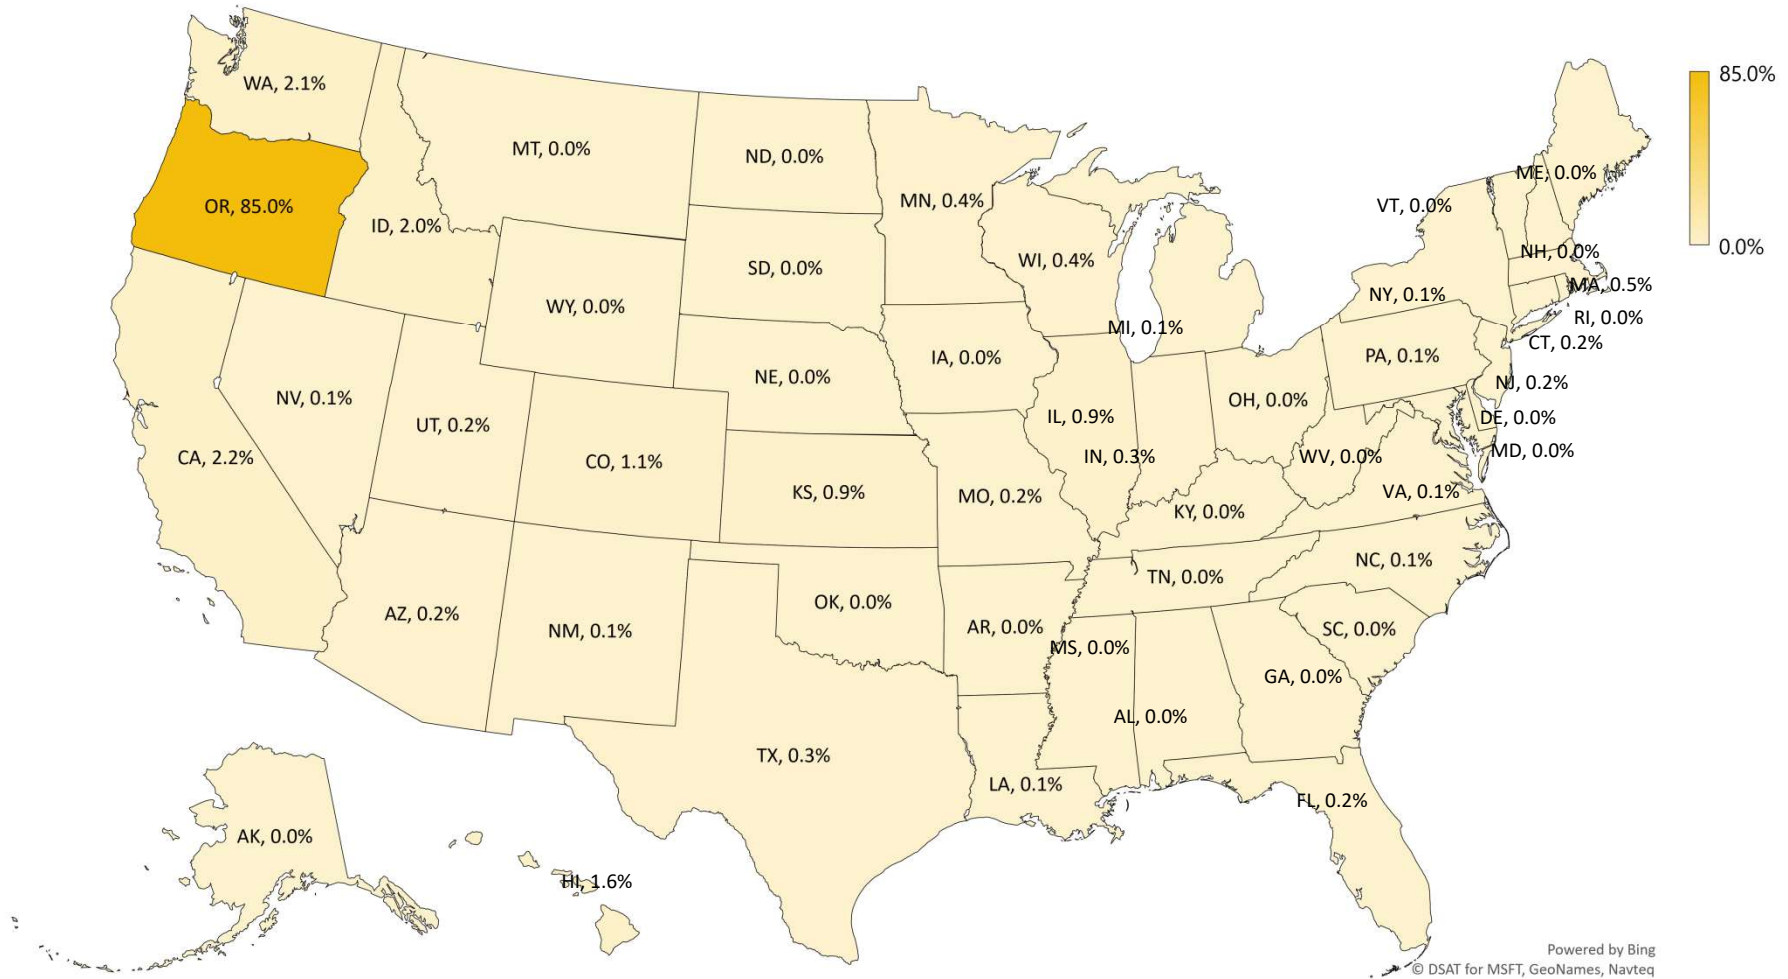 WA, 2.1%
85.0%
MT, 0.0%
ND, 0.0%
ME, 0.0%
OR, 85.0%
MN, 0.4%
VT, 0.0%
ID, 2.0%
0.0%
NH, 0.0%
WI, 0.4%
SD, 0.0%
MA, 0.5%
NY, 0.1%
WY, 0.0%
RI, 0.0%
MI, 0.1%
CT, 0.2%
PA, 0.1%
IA, 0.0%
NE, 0.0%
NJ, 0.2%
NV, 0.1%
OH, 0.0%
IL, 0.9%
DE, 0.0%
UT, 0.2%
MD, 0.0%
CA, 2.2%
IN, 0.3%
WV, 0.0%
CO, 1.1%
KS, 0.9%
VA, 0.1%
MO, 0.2%
KY, 0.0%
NC, 0.1%
TN, 0.0%
OK, 0.0%
AZ, 0.2%
AR, 0.0%
SC, 0.0%
NM, 0.1%
MS, 0.0%
GA, 0.0%
AL, 0.0%
TX, 0.3%
LA, 0.1%
FL, 0.2%
AK, 0.0%
HI, 1.6%
Powered by Bing
© DSAT for MSFT, GeoNames, Navteq